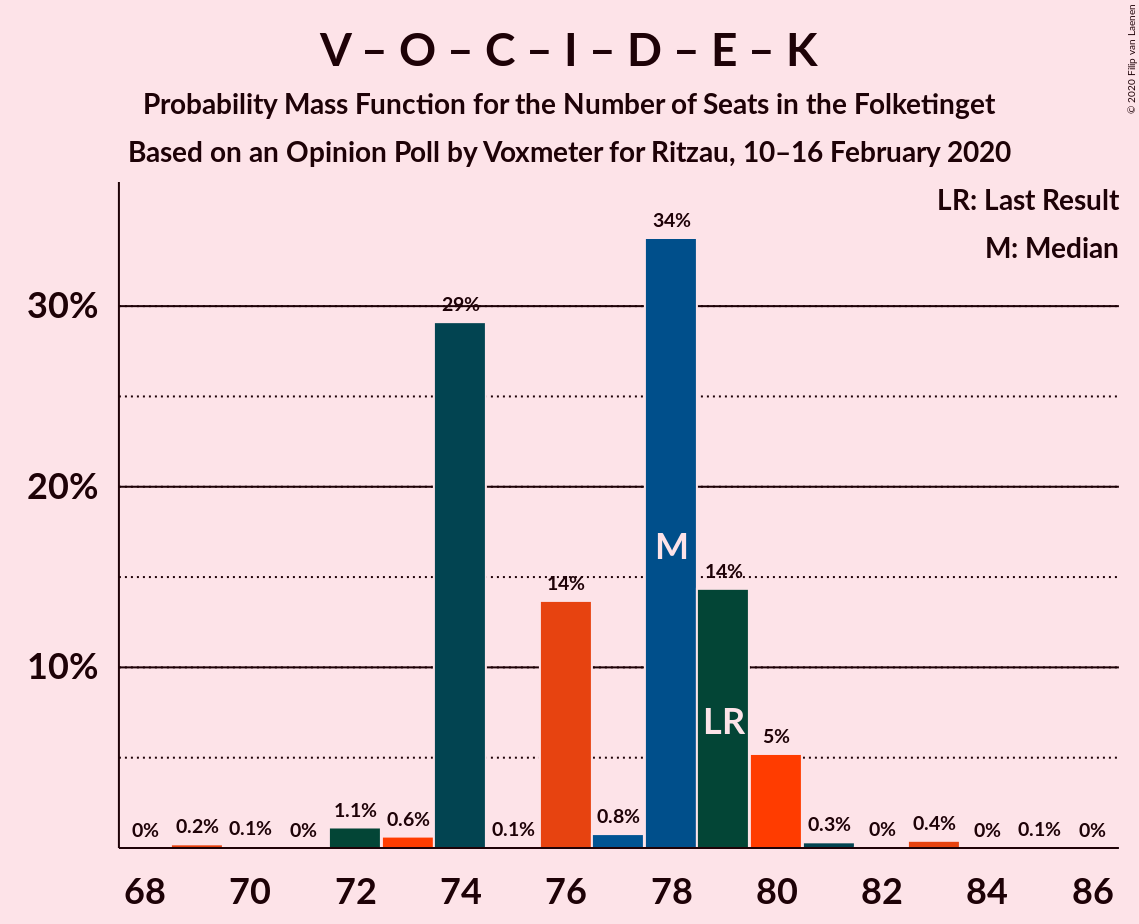 V – O – C – I – D – E – K
Probability Mass Function for the Number of Seats in the Folketinget
Based on an Opinion Poll by Voxmeter for Ritzau, 10–16 February 2020
© 2020 Filip van Laenen
LR: Last Result
M: Median
30%
20%
10%
0%
0.2%
0.1%
0%
1.1%
0.6%
29%
0.1%
14%
0.8%
34%
14%
5%
0.3%
0%
0.4%
0%
0.1%
0%
M
LR
68 70 72 74 76 78 80 82 84 86